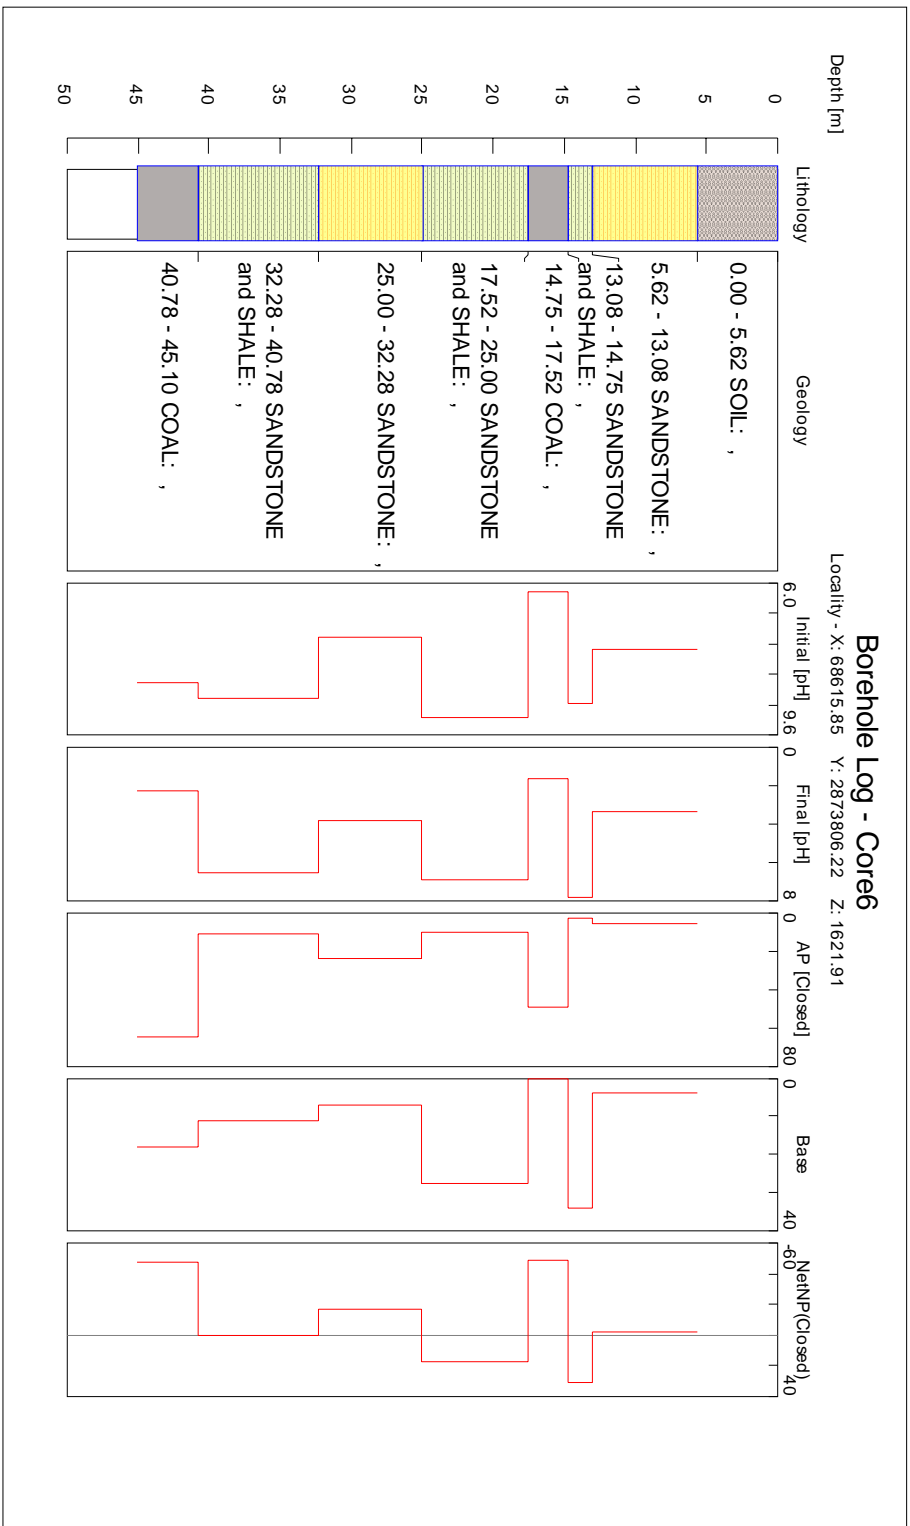 Borehole Log - Core6
Locality - X: 68615.85 Y: 2873806.22 Z: 1621.91
Depth [m]
Lithology
Geology
Initial [pH]
Final [pH]
AP [Closed]
Base
NetNP(Closed)
6.0
9.6
0
8
0
80
0
40
-60
40
0
5
10
15
20
25
30
35
40
45
50
0.00 - 5.62 SOIL: ,
5.62 - 13.08 SANDSTONE: ,
13.08 - 14.75 SANDSTONE
and SHALE: ,
14.75 - 17.52 COAL: ,
17.52 - 25.00 SANDSTONE
and SHALE: ,
25.00 - 32.28 SANDSTONE: ,
32.28 - 40.78 SANDSTONE
and SHALE: ,
40.78 - 45.10 COAL: ,